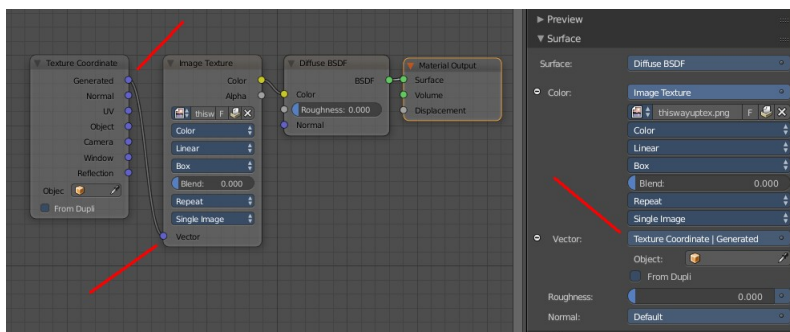 Texture Coordinate
Generated
Normal
UV
Object
Camera
Window
Reflection
Objec
From Dupli
Image Texture
Color
Alpha
thisw F
Color
Linear
Box
Blend: 0.000
Repeat
Single Image
Vector
Diffuse BSDF
BSDF
Color
Roughness: 0.000
Normal
Material Output
Surface
Volume
Displacement
Preview
Surface
Surface: Diffuse BSDF
Color: Image Texture
thiswayuptex.png F
Color
Linear
Box
Blend: 0.000
Repeat
Single Image
Vector: Texture Coordinate | Generated
Object:
From Dupli
Roughness: 0.000
Normal: Default